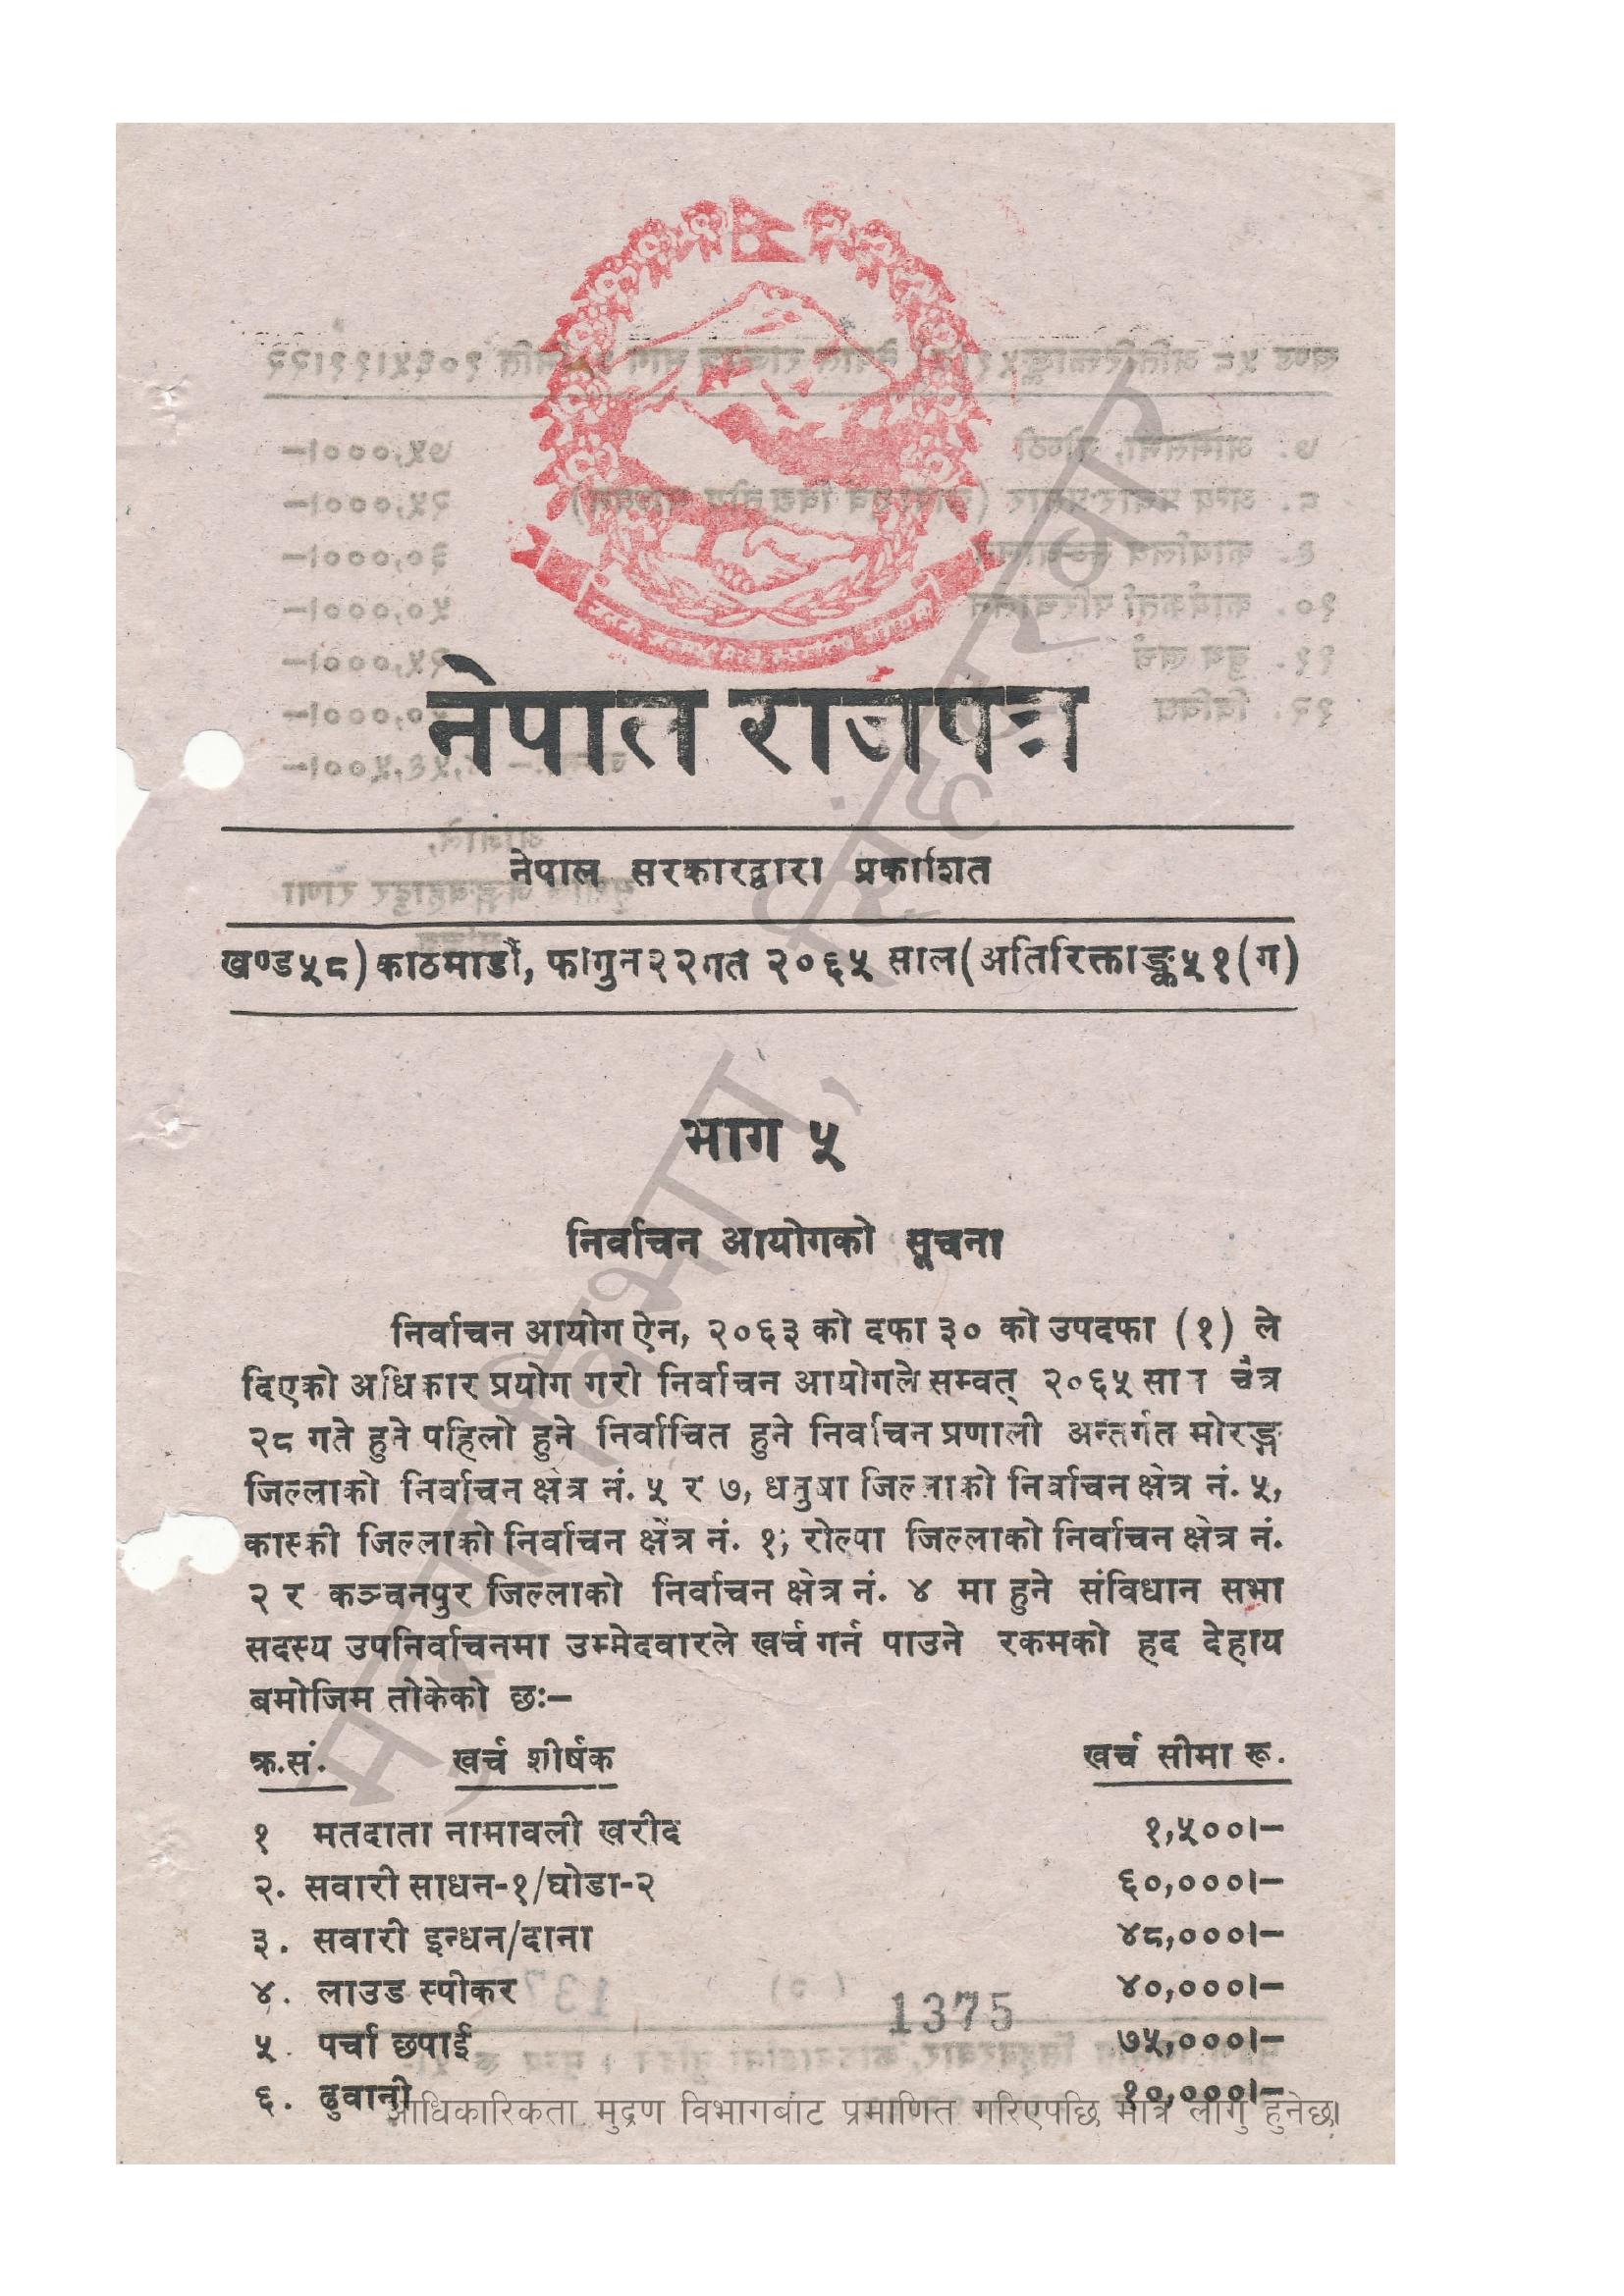 नेपाल राजपत्र
नेपाल सरकारद्वारा प्रकाशित
खण्ड ५८) काठमाडौं, फागुन २२ गते २०६५ साल (अतिरिक्ताङ्क ५१ (ग)
भाग ५
निर्वाचन आयोगको सूचना
निर्वाचन आयोग ऐन, २०६३ को दफा ३० को उपदफा (१) ले
दिएको अधिकार प्रयोग गरी निर्वाचन आयोगले सम्वत् २०६५ साल चैत्र
२८ गते हुने पहिलो हुने निर्वाचित हुने निर्वाचन प्रणाली अन्तर्गत मोरङ्ग
जिल्लाको निर्वाचन क्षेत्र नं. ५ र ७, धनुषा जिल्लाको निर्वाचन क्षेत्र नं. ५,
कास्की जिल्लाको निर्वाचन क्षेत्र नं. १, रोल्पा जिल्लाको निर्वाचन क्षेत्र नं.
२ र कञ्चनपुर जिल्लाको निर्वाचन क्षेत्र नं. ४ मा हुने संविधान सभा
सदस्य उपनिर्वाचनमा उम्मेदवारले खर्च गर्न पाउने रकमको हद देहाय
बमोजिम तोकेको छः–
क्र.सं. खर्च शीर्षक खर्च सीमा रू.
१ मतदाता नामावली खरीद १,५००।–
२. सवारी साधन-१/घोडा-२ ६०,०००।–
३. सवारी इन्धन/दाना ४८,०००।–
४. लाउड स्पीकर ४०,०००।–
1375
५. पर्चा छपाई ७५,०००।–
६. ढुवानी १०,०००।–
आधिकारिकता मुद्रण विभागबाट प्रमाणित गरिएपछि मात्र लागु हुनेछ।